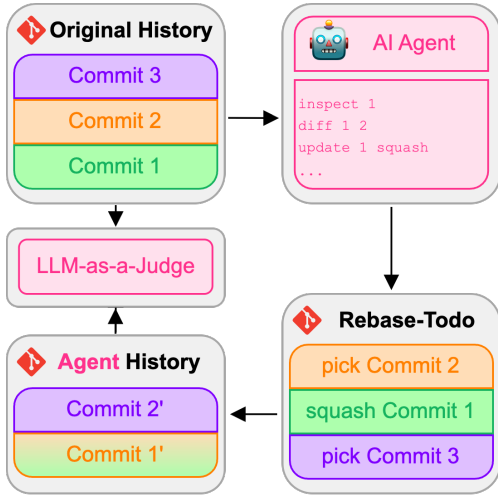 Original History
Commit 3
Commit 2
Commit 1
AI Agent
inspect 1
diff 1 2
update 1 squash
...
LLM-as-a-Judge
Agent History
Commit 2'
Commit 1'
Rebase-Todo
pick Commit 2
squash Commit 1
pick Commit 3